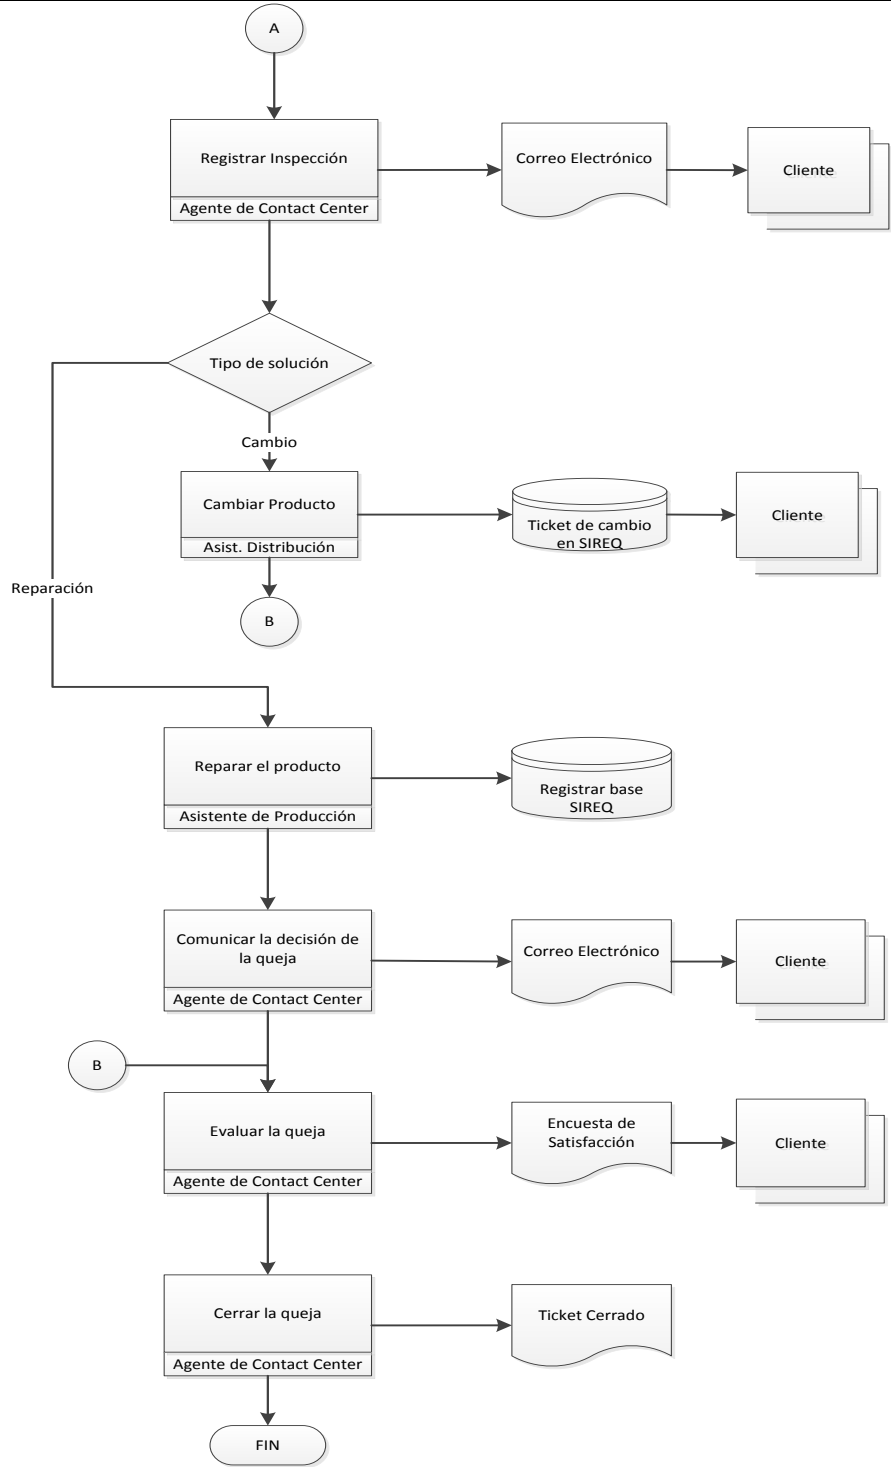 A
Registrar Inspección
Agente de Contact Center
Correo Electrónico
Cliente
Tipo de solución
Cambio
Cambiar Producto
Asist. Distribución
Ticket de cambio
en SIREQ
Cliente
Reparación
B
Reparar el producto
Asistente de Producción
Registrar base
SIREQ
Comunicar la decisión de
la queja
Agente de Contact Center
Correo Electrónico
Cliente
B
Evaluar la queja
Agente de Contact Center
Encuesta de
Satisfacción
Cliente
Cerrar la queja
Agente de Contact Center
Ticket Cerrado
FIN